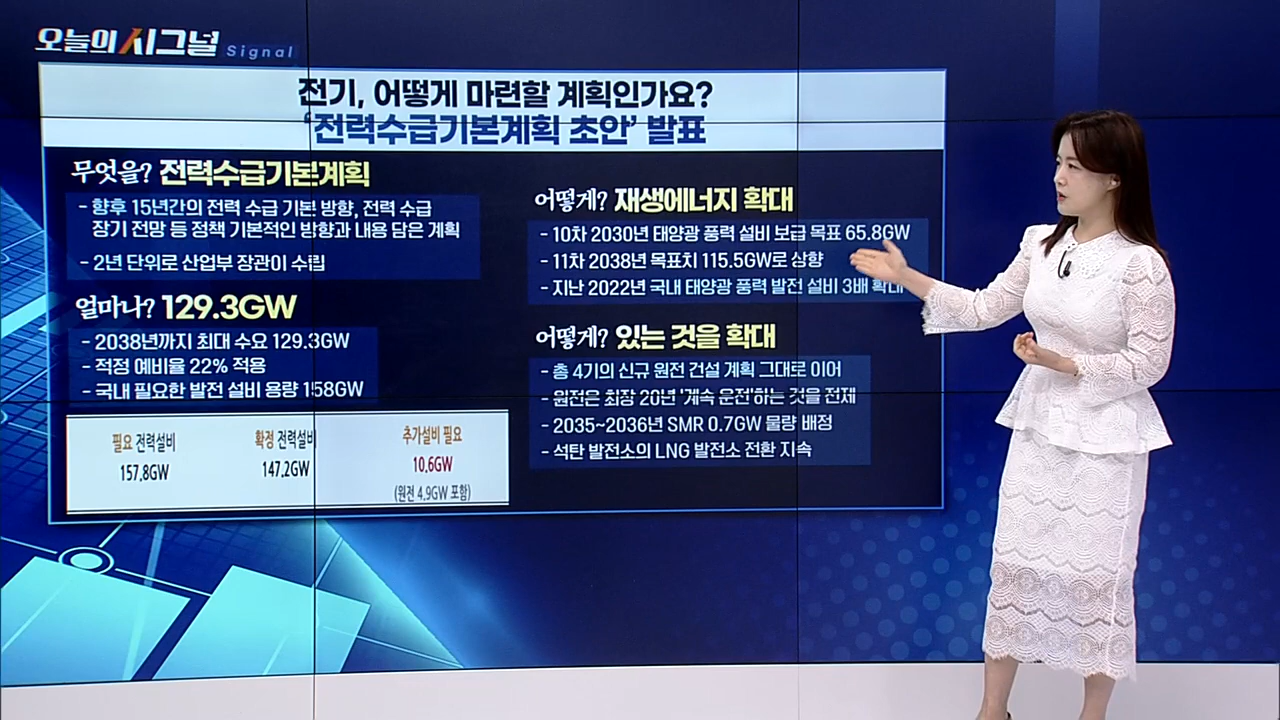 오늘의 시그널 Signal
전기, 어떻게 마련할 계획인가요?
‘전력수급기본계획 초안’ 발표
무엇을? 전력수급기본계획
- 향후 15년간의 전력 수급 기본 방향, 전력 수급
장기 전망 등 정책 기본적인 방향과 내용 담은 계획
- 2년 단위로 산업부 장관이 수립
얼마나? 129.3GW
- 2038년까지 최대 수요 129.3GW
- 적정 예비율 22% 적용
- 국내 필요한 발전 설비 용량 158GW
필요 전력설비
157.8GW
확정 전력설비
147.2GW
추가설비 필요
10.6GW
(원전 4.9GW 포함)
어떻게? 재생에너지 확대
- 10차 2030년 태양광 풍력 설비 보급 목표 65.8GW
- 11차 2038년 목표치 115.5GW로 상향
- 지난 2022년 국내 태양광 풍력 발전 설비 3배 확대
어떻게? 있는 것을 확대
- 총 4기의 신규 원전 건설 계획 그대로 이어
- 원전은 최장 20년 '계속 운전'하는 것을 전제
- 2035~2036년 SMR 0.7GW 물량 배정
- 석탄 발전소의 LNG 발전소 전환 지속